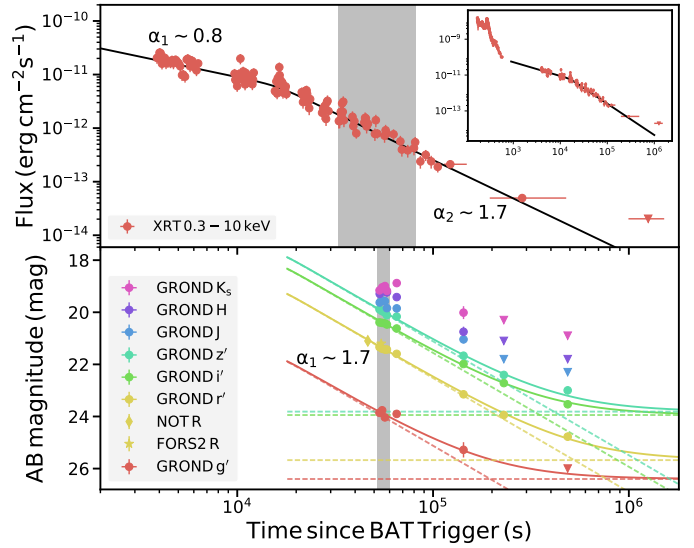 α₁ ~ 0.8
α₂ ~ 1.7
XRT 0.3 − 10 keV
Flux (erg cm⁻²s⁻¹)
10⁻¹⁰
10⁻¹¹
10⁻¹²
10⁻¹³
10⁻¹⁴
10⁻⁹
10⁻¹¹
10⁻¹³
10³ 10⁴ 10⁵ 10⁶
AB magnitude (mag)
18
20
22
24
26
GROND Kₛ
GROND H
GROND J
GROND z′
GROND i′
GROND r′
NOT R
FORS2 R
GROND g′
α₁ ~ 1.7
10⁴ 10⁵ 10⁶
Time since BAT Trigger (s)